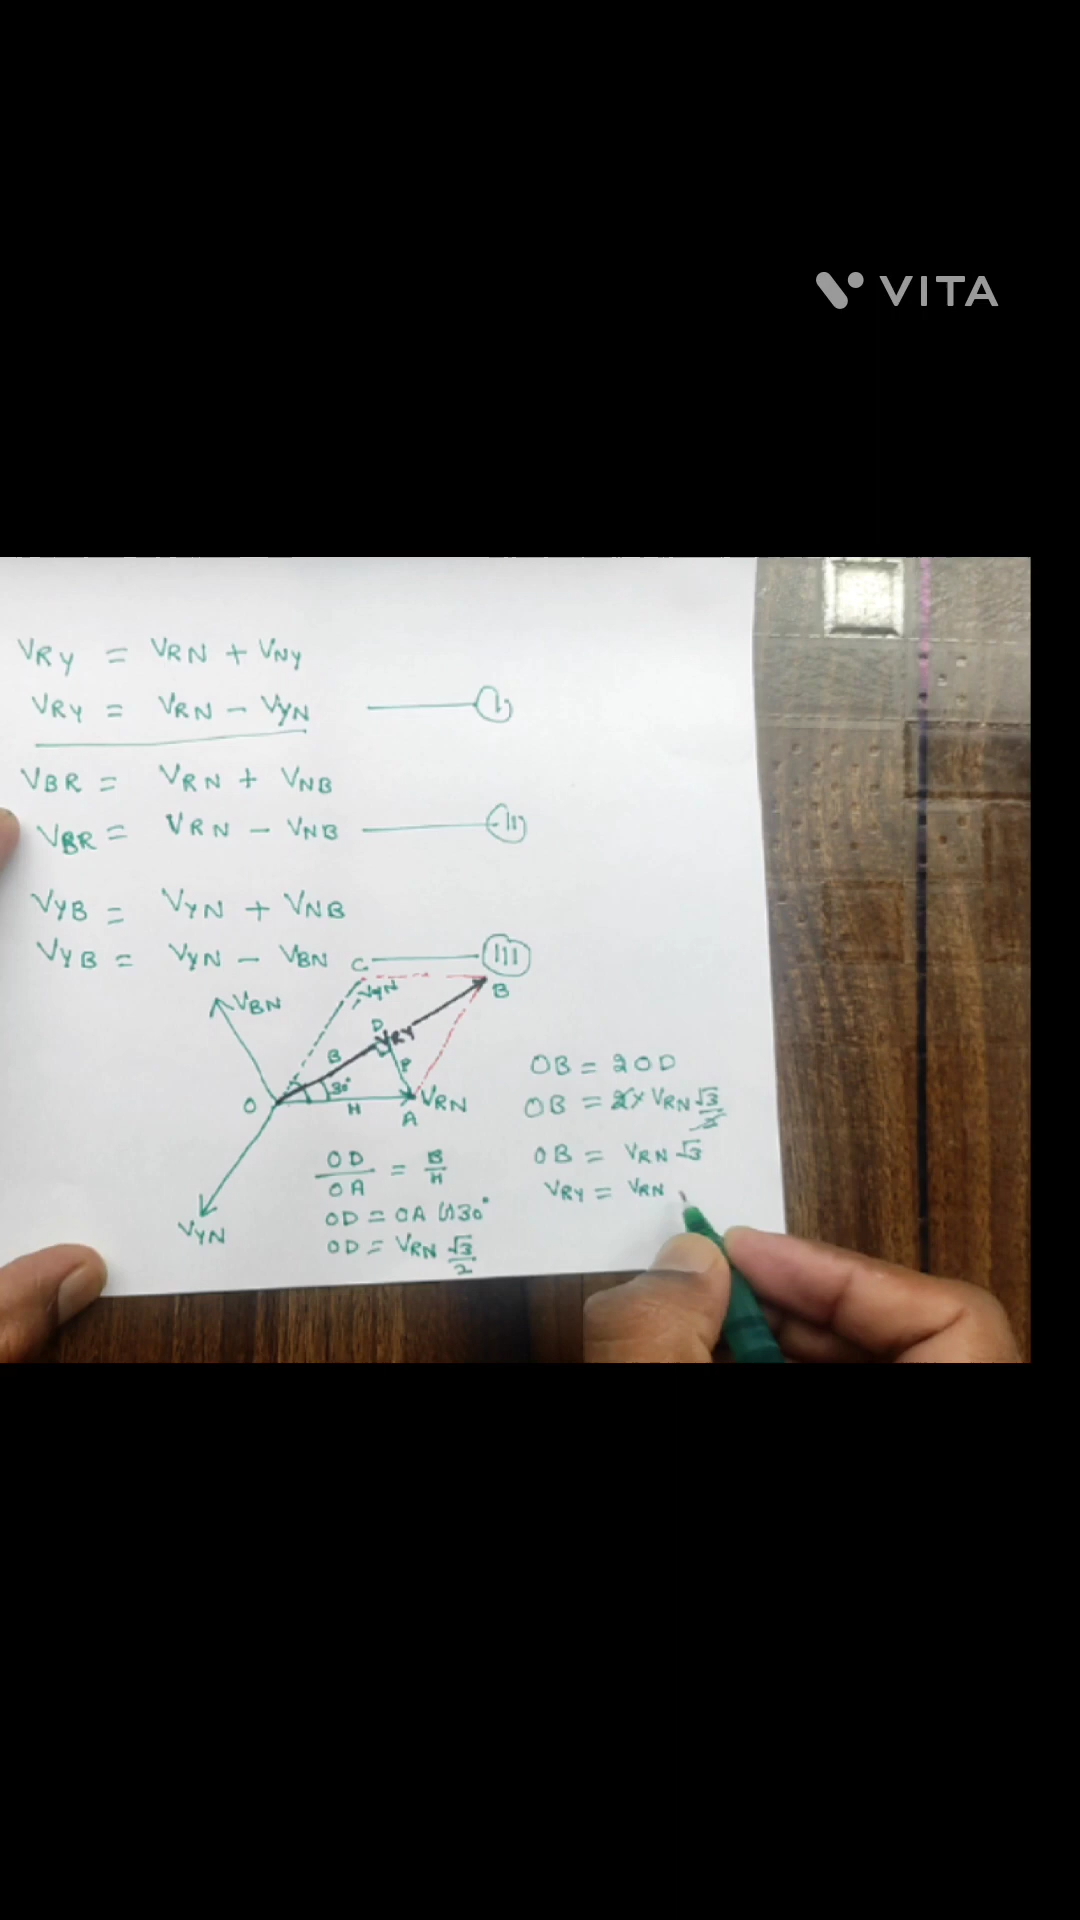 VITA
VRY = VRN + VNY
VRY = VRN - VYN I
VBR = VRN + VNB
VBR = VRN - VNB II
VYB = VYN + VNB
VYB = VYN - VBN III
C
-VYN
B
VBN
D
VRY
B
P
30°
O
H
VRN
A
VYN
OD/OA = B/H
OD = OA cos30°
OD = VRN √3/2
OB = 2OD
OB = 2 × VRN √3/2
OB = VRN √3
VRY = VRN